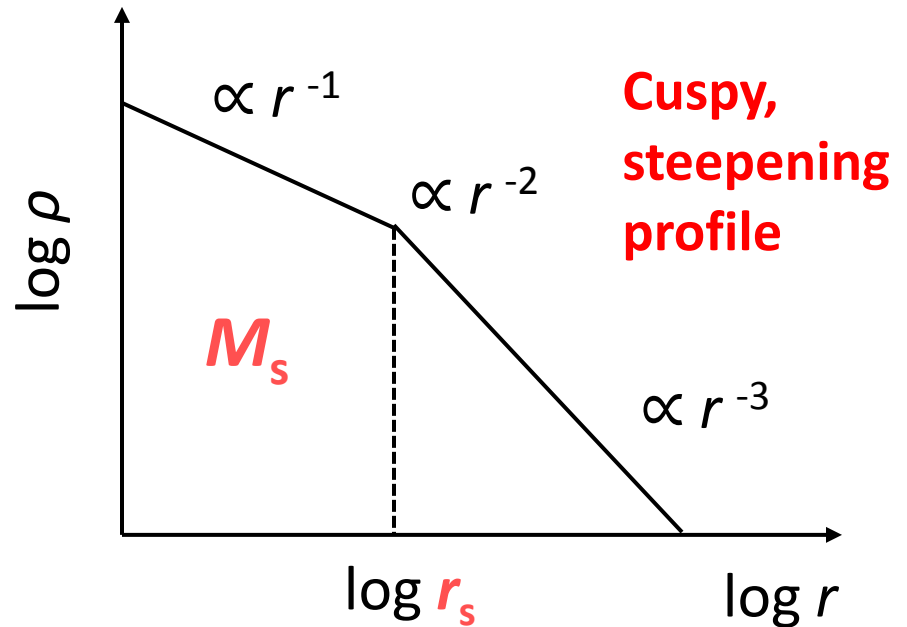 ∝ r -1
Cuspy,
steepening
profile
∝ r -2
log ρ
Ms
∝ r -3
log rs
log r